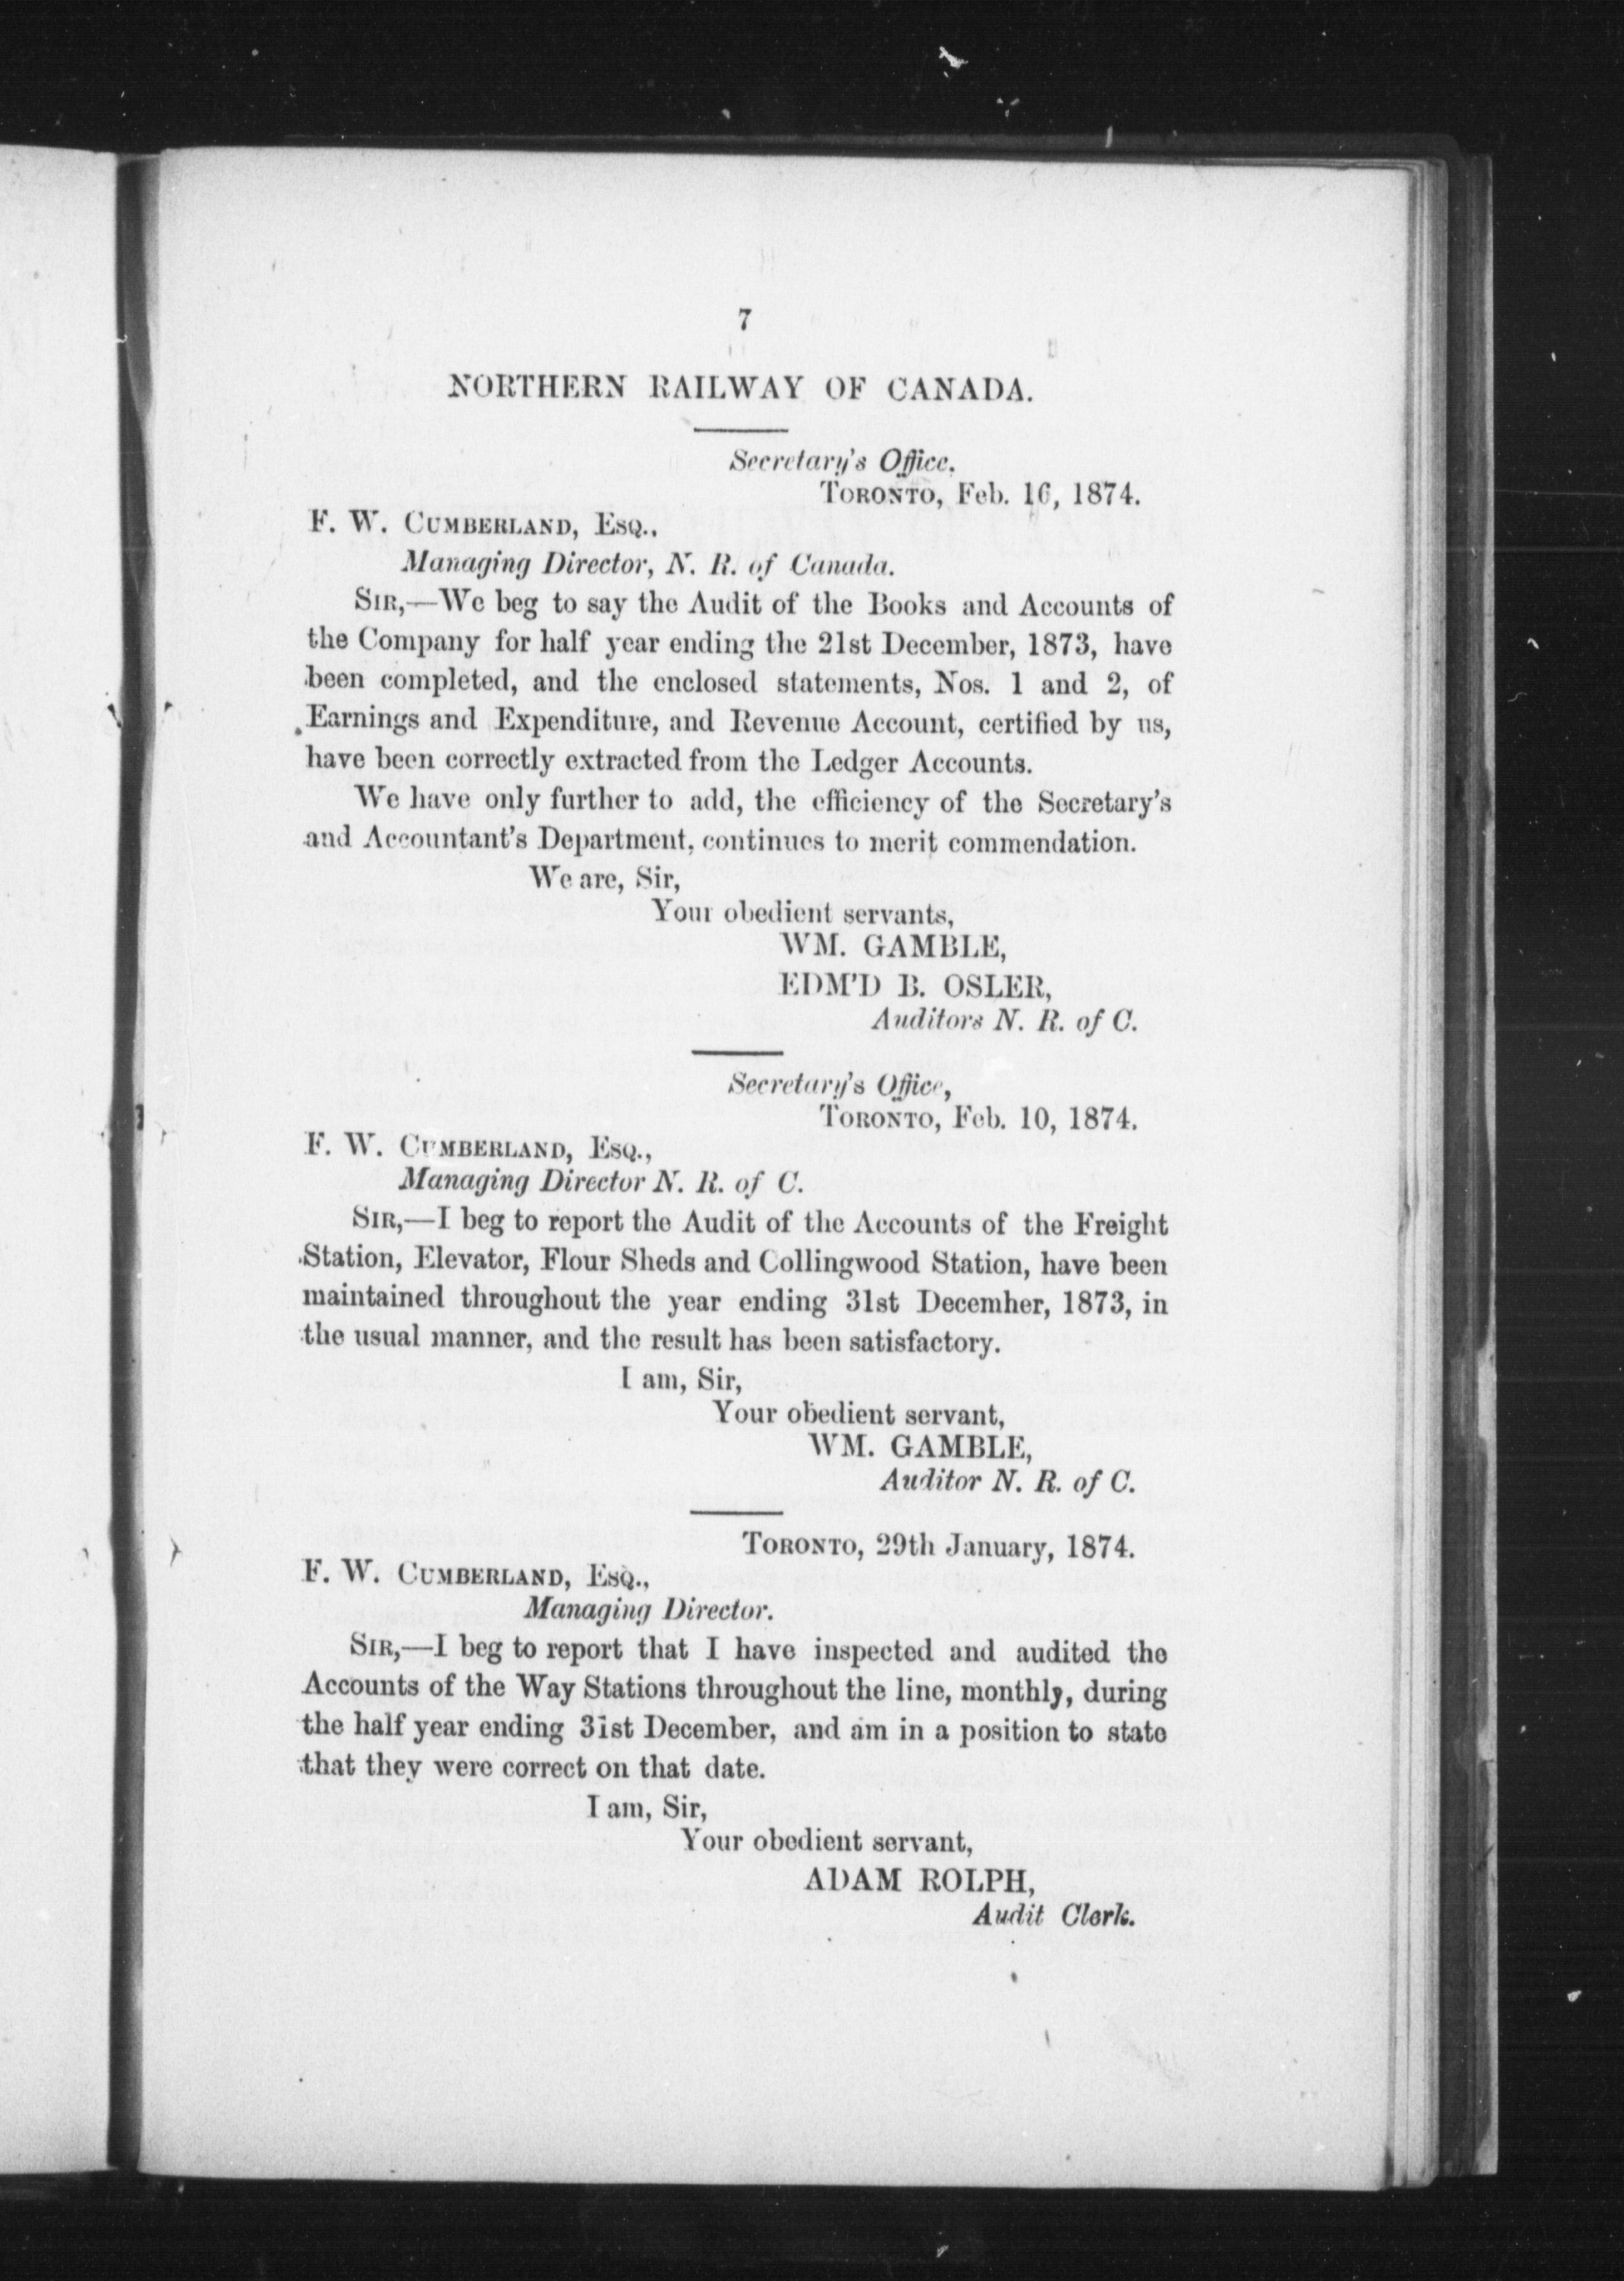 7
NORTHERN RAILWAY OF CANADA.
Secretary's Office,
TORONTO, Feb. 16, 1874.
F. W. CUMBERLAND, ESQ.,
Managing Director, N. R. of Canada.
SIR,—We beg to say the Audit of the Books and Accounts of
the Company for half year ending the 21st December, 1873, have
been completed, and the enclosed statements, Nos. 1 and 2, of
Earnings and Expenditure, and Revenue Account, certified by us,
have been correctly extracted from the Ledger Accounts.
We have only further to add, the efficiency of the Secretary's
and Accountant's Department, continues to merit commendation.
We are, Sir,
Your obedient servants,
WM. GAMBLE,
EDM'D B. OSLER,
Auditors N. R. of C.
Secretary's Office,
TORONTO, Feb. 10, 1874.
F. W. CUMBERLAND, ESQ.,
Managing Director N. R. of C.
SIR,—I beg to report the Audit of the Accounts of the Freight
Station, Elevator, Flour Sheds and Collingwood Station, have been
maintained throughout the year ending 31st Decemher, 1873, in
the usual manner, and the result has been satisfactory.
I am, Sir,
Your obedient servant,
WM. GAMBLE,
Auditor N. R. of C.
TORONTO, 29th January, 1874.
F. W. CUMBERLAND, ESQ.,
Managing Director.
SIR,—I beg to report that I have inspected and audited the
Accounts of the Way Stations throughout the line, monthly, during
the half year ending 31st December, and am in a position to state
that they were correct on that date.
I am, Sir,
Your obedient servant,
ADAM ROLPH,
Audit Clerk.